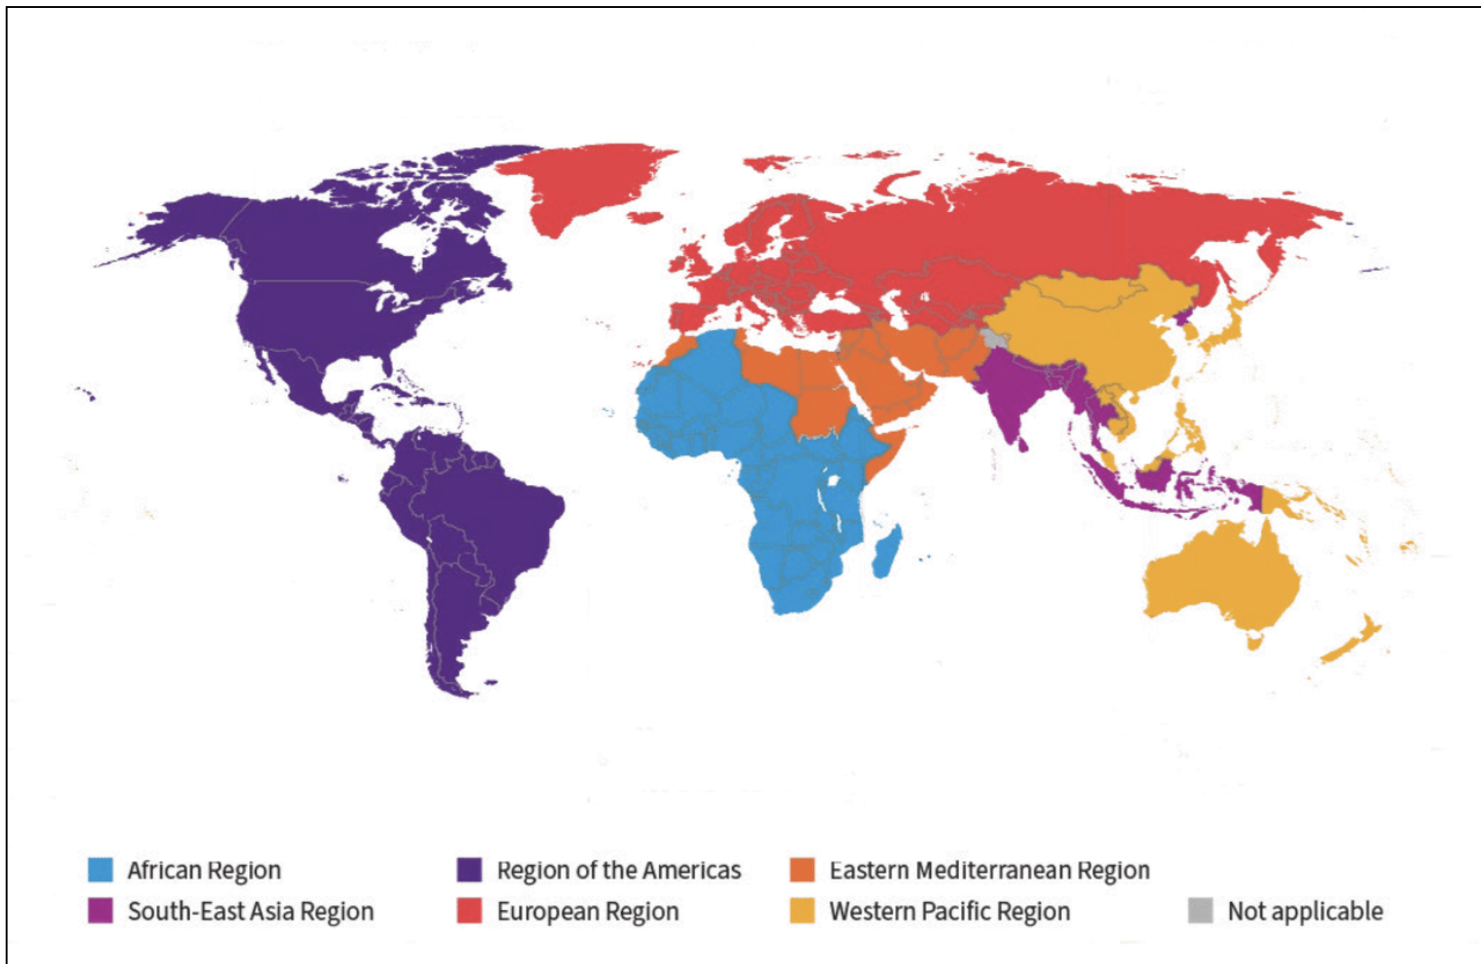 African Region
Region of the Americas
Eastern Mediterranean Region
South-East Asia Region
European Region
Western Pacific Region
Not applicable